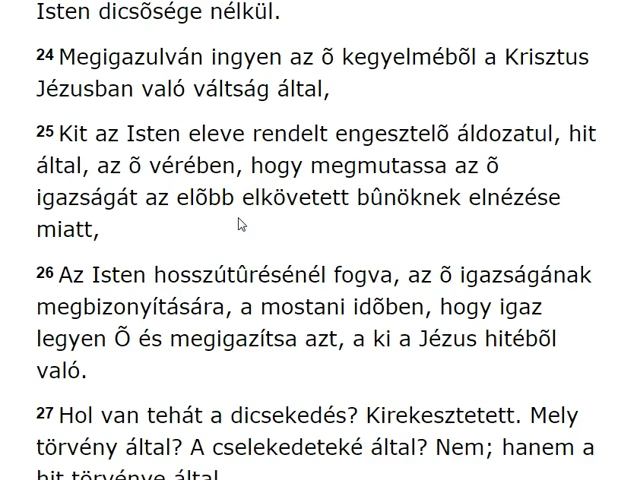 Isten dicsõsége nélkül.
24 Megigazulván ingyen az õ kegyelmébõl a Krisztus
Jézusban való váltság által,
25 Kit az Isten eleve rendelt engesztelõ áldozatul, hit
által, az õ vérében, hogy megmutassa az õ
igazságát az elõbb elkövetett bûnöknek elnézése
miatt,
26 Az Isten hosszútûrésénél fogva, az õ igazságának
megbizonyítására, a mostani idõben, hogy igaz
legyen Õ és megigazítsa azt, a ki a Jézus hitébõl
való.
27 Hol van tehát a dicsekedés? Kirekesztetett. Mely
törvény által? A cselekedeteké által? Nem; hanem a
hit törvénye által.